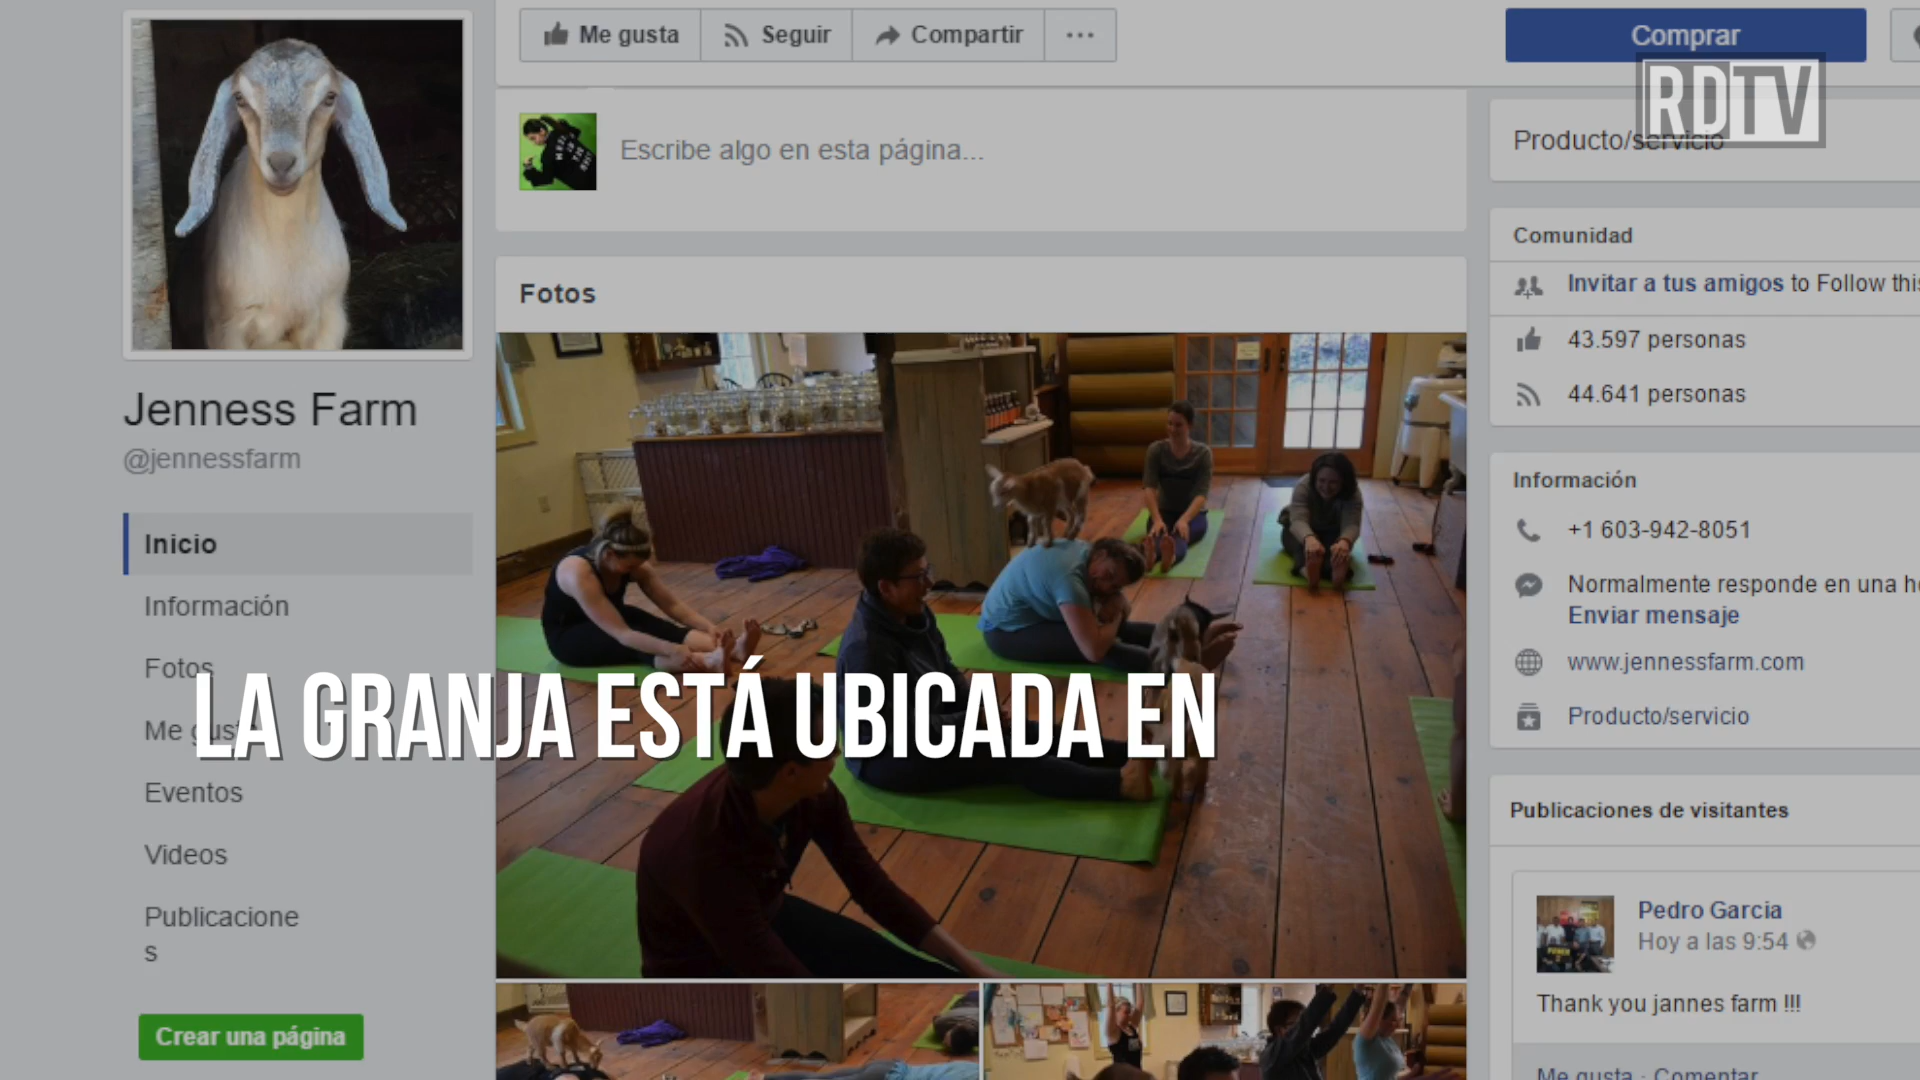 Me gusta
Seguir
Compartir
...
Comprar
RDTV
Escribe algo en esta página...
Producto/servicio
Comunidad
Invitar a tus amigos to Follow this
43.597 personas
44.641 personas
Fotos
Jenness Farm
@jennessfarm
Inicio
Información
Fotos
Me gusta
Eventos
Videos
Publicacione
s
Crear una página
LA GRANJA ESTÁ UBICADA EN
Información
+1 603-942-8051
Normalmente responde en una
Enviar mensaje
www.jennessfarm.com
Producto/servicio
Publicaciones de visitantes
Pedro Garcia
Hoy a las 9:54
Thank you jannes farm !!!
Me gusta · Comentar